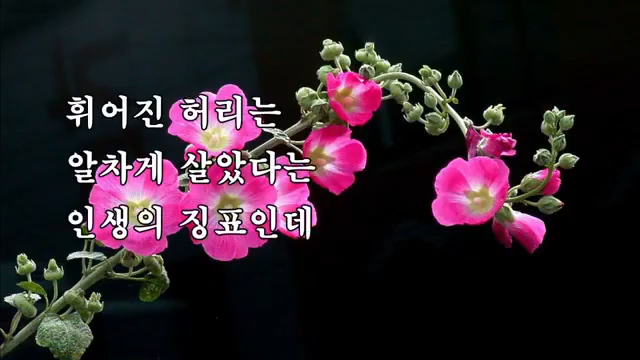 휘어진 허리는
알차게 살았다는
인생의 징표인데